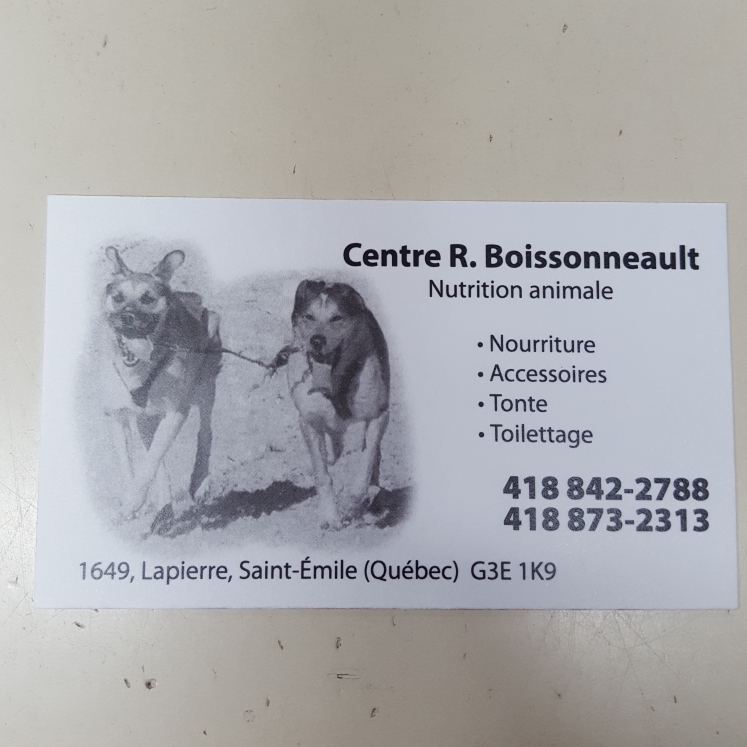 Centre R. Boissonneault
Nutrition animale
• Nourriture
• Accessoires
• Tonte
• Toilettage
418 842-2788
418 873-2313
1649, Lapierre, Saint-Émile (Québec) G3E 1K9